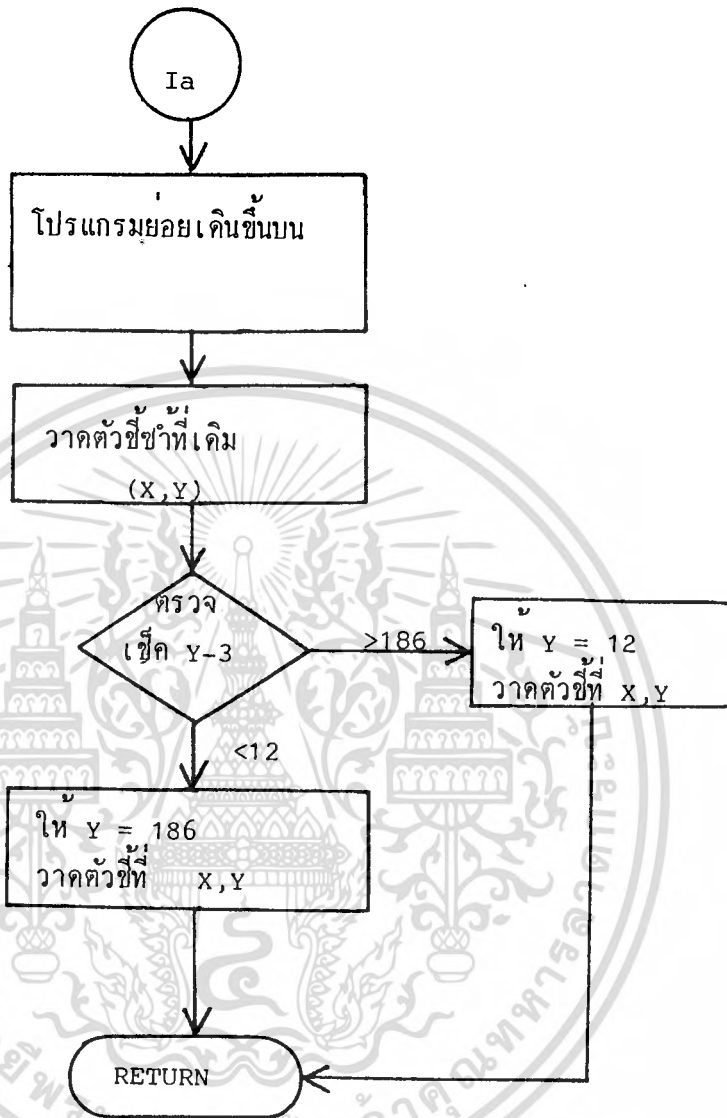 Ia
โปรแกรมย่อยเดินขึ้นบน
วาดตัวชี้ซ้ำที่เดิม
(X,Y)
ตรวจ
เช็ค Y-3
>186
ให้ Y = 12
วาดตัวชี้ที่ X,Y
<12
ให้ Y = 186
วาดตัวชี้ที่ X,Y
RETURN